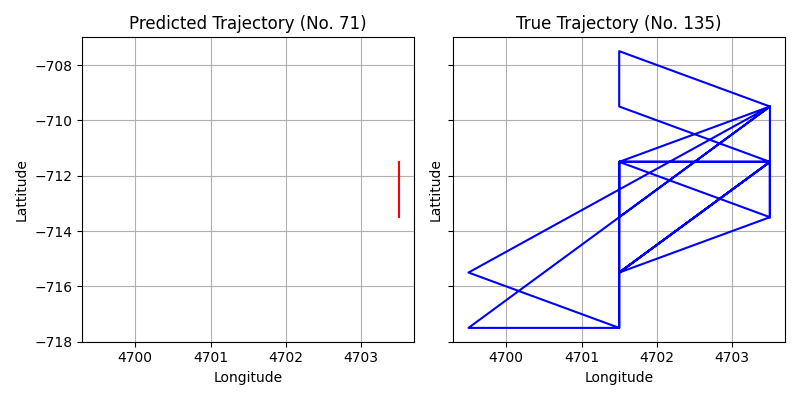 Predicted Trajectory (No. 71)
True Trajectory (No. 135)
−708
−710
−712
−714
−716
−718
Lattitude
Lattitude
4700 4701 4702 4703
4700 4701 4702 4703
Longitude
Longitude